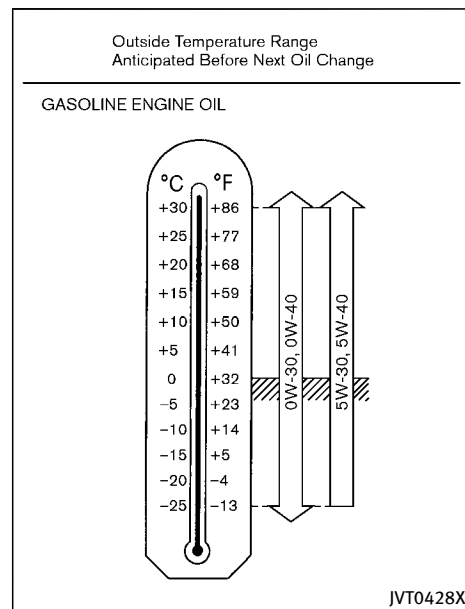 Outside Temperature Range
Anticipated Before Next Oil Change
GASOLINE ENGINE OIL
°C °F
+30 +86
+25 +77
+20 +68
+15 +59
+10 +50
+5 +41
0 +32
−5 +23
−10 +14
−15 +5
−20 −4
−25 −13
0W-30, 0W-40
5W-30, 5W-40
JVT0428X